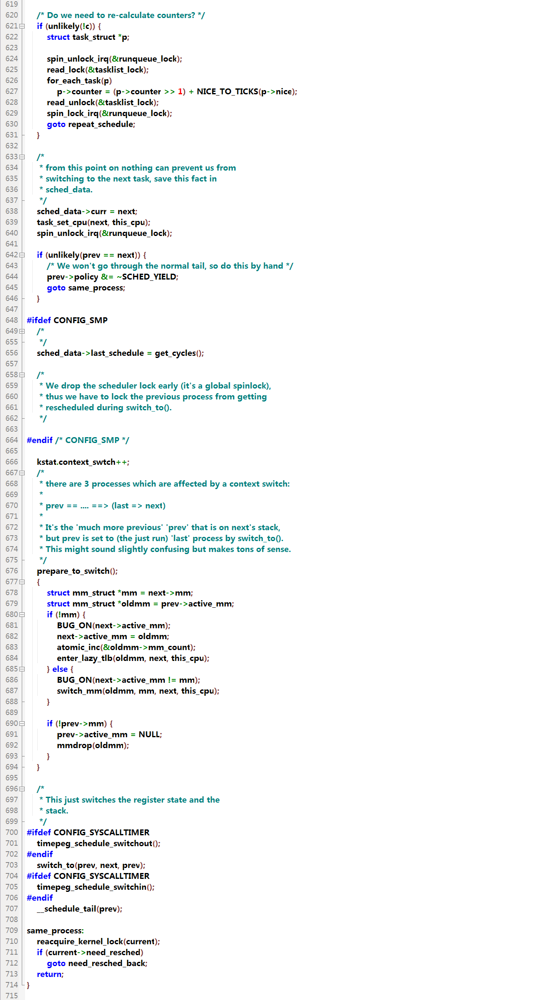 619
620 /* Do we need to re-calculate counters? */
621 if (unlikely(!c)) {
622 struct task_struct *p;
623
624 spin_unlock_irq(&runqueue_lock);
625 read_lock(&tasklist_lock);
626 for_each_task(p)
627 p->counter = (p->counter >> 1) + NICE_TO_TICKS(p->nice);
628 read_unlock(&tasklist_lock);
629 spin_lock_irq(&runqueue_lock);
630 goto repeat_schedule;
631 }
632
633 /*
634 * from this point on nothing can prevent us from
635 * switching to the next task, save this fact in
636 * sched_data.
637 */
638 sched_data->curr = next;
639 task_set_cpu(next, this_cpu);
640 spin_unlock_irq(&runqueue_lock);
641
642 if (unlikely(prev == next)) {
643 /* We won't go through the normal tail, so do this by hand */
644 prev->policy &= ~SCHED_YIELD;
645 goto same_process;
646 }
647
648 #ifdef CONFIG_SMP
649 /*
655 */
656 sched_data->last_schedule = get_cycles();
657
658 /*
659 * We drop the scheduler lock early (it's a global spinlock),
660 * thus we have to lock the previous process from getting
661 * rescheduled during switch_to().
662 */
663
664 #endif /* CONFIG_SMP */
665
666 kstat.context_swtch++;
667 /*
668 * there are 3 processes which are affected by a context switch:
669 *
670 * prev == .... ==> (last => next)
671 *
672 * It's the 'much more previous' 'prev' that is on next's stack,
673 * but prev is set to (the just run) 'last' process by switch_to().
674 * This might sound slightly confusing but makes tons of sense.
675 */
676 prepare_to_switch();
677 {
678 struct mm_struct *mm = next->mm;
679 struct mm_struct *oldmm = prev->active_mm;
680 if (!mm) {
681 BUG_ON(next->active_mm);
682 next->active_mm = oldmm;
683 atomic_inc(&oldmm->mm_count);
684 enter_lazy_tlb(oldmm, next, this_cpu);
685 } else {
686 BUG_ON(next->active_mm != mm);
687 switch_mm(oldmm, mm, next, this_cpu);
688 }
689
690 if (!prev->mm) {
691 prev->active_mm = NULL;
692 mmdrop(oldmm);
693 }
694 }
695
696 /*
697 * This just switches the register state and the
698 * stack.
699 */
700 #ifdef CONFIG_SYSCALLTIMER
701 timepeg_schedule_switchout();
702 #endif
703 switch_to(prev, next, prev);
704 #ifdef CONFIG_SYSCALLTIMER
705 timepeg_schedule_switchin();
706 #endif
707 __schedule_tail(prev);
708
709 same_process:
710 reacquire_kernel_lock(current);
711 if (current->need_resched)
712 goto need_resched_back;
713 return;
714 }
715